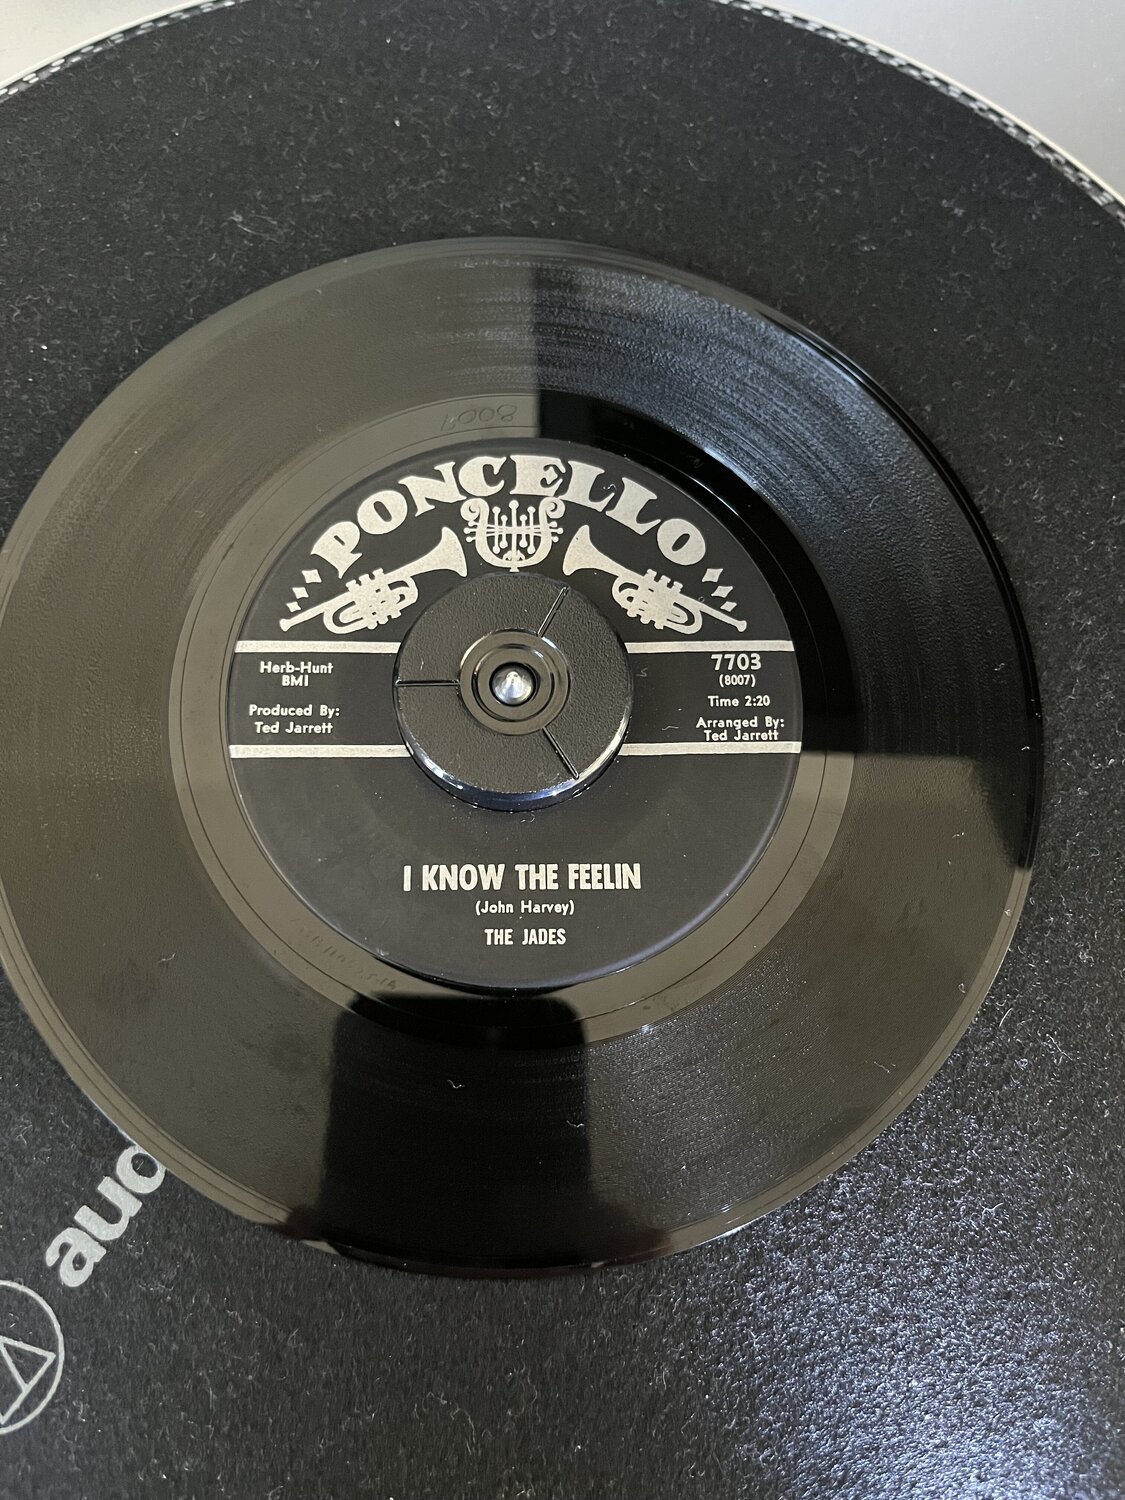 PONCELLO
Herb-Hunt
BMI
Produced By:
Ted Jarrett
7703
(8007)
Time 2:20
Arranged By:
Ted Jarrett
I KNOW THE FEELIN
(John Harvey)
THE JADES
aud